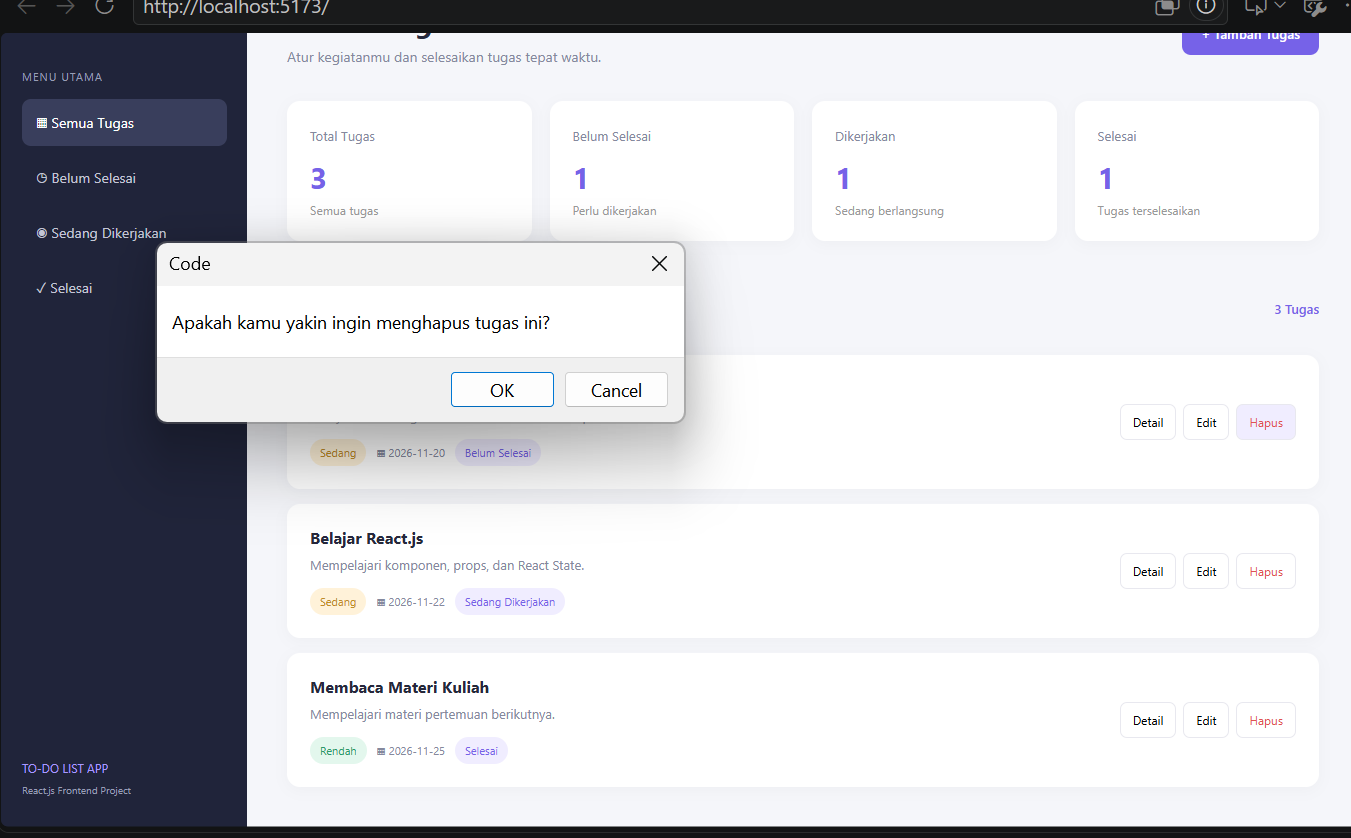 http://localhost:5173/
MENU UTAMA
Semua Tugas
Belum Selesai
Sedang Dikerjakan
Selesai
TO-DO LIST APP
React.js Frontend Project
Atur kegiatanmu dan selesaikan tugas tepat waktu.
+ Tambah Tugas
Total Tugas
3
Semua tugas
Belum Selesai
1
Perlu dikerjakan
Dikerjakan
1
Sedang berlangsung
Selesai
1
Tugas terselesaikan
3 Tugas
Code
Apakah kamu yakin ingin menghapus tugas ini?
OK Cancel
Sedang 2026-11-20 Belum Selesai
Detail Edit Hapus
Belajar React.js
Mempelajari komponen, props, dan React State.
Sedang 2026-11-22 Sedang Dikerjakan
Detail Edit Hapus
Membaca Materi Kuliah
Mempelajari materi pertemuan berikutnya.
Rendah 2026-11-25 Selesai
Detail Edit Hapus